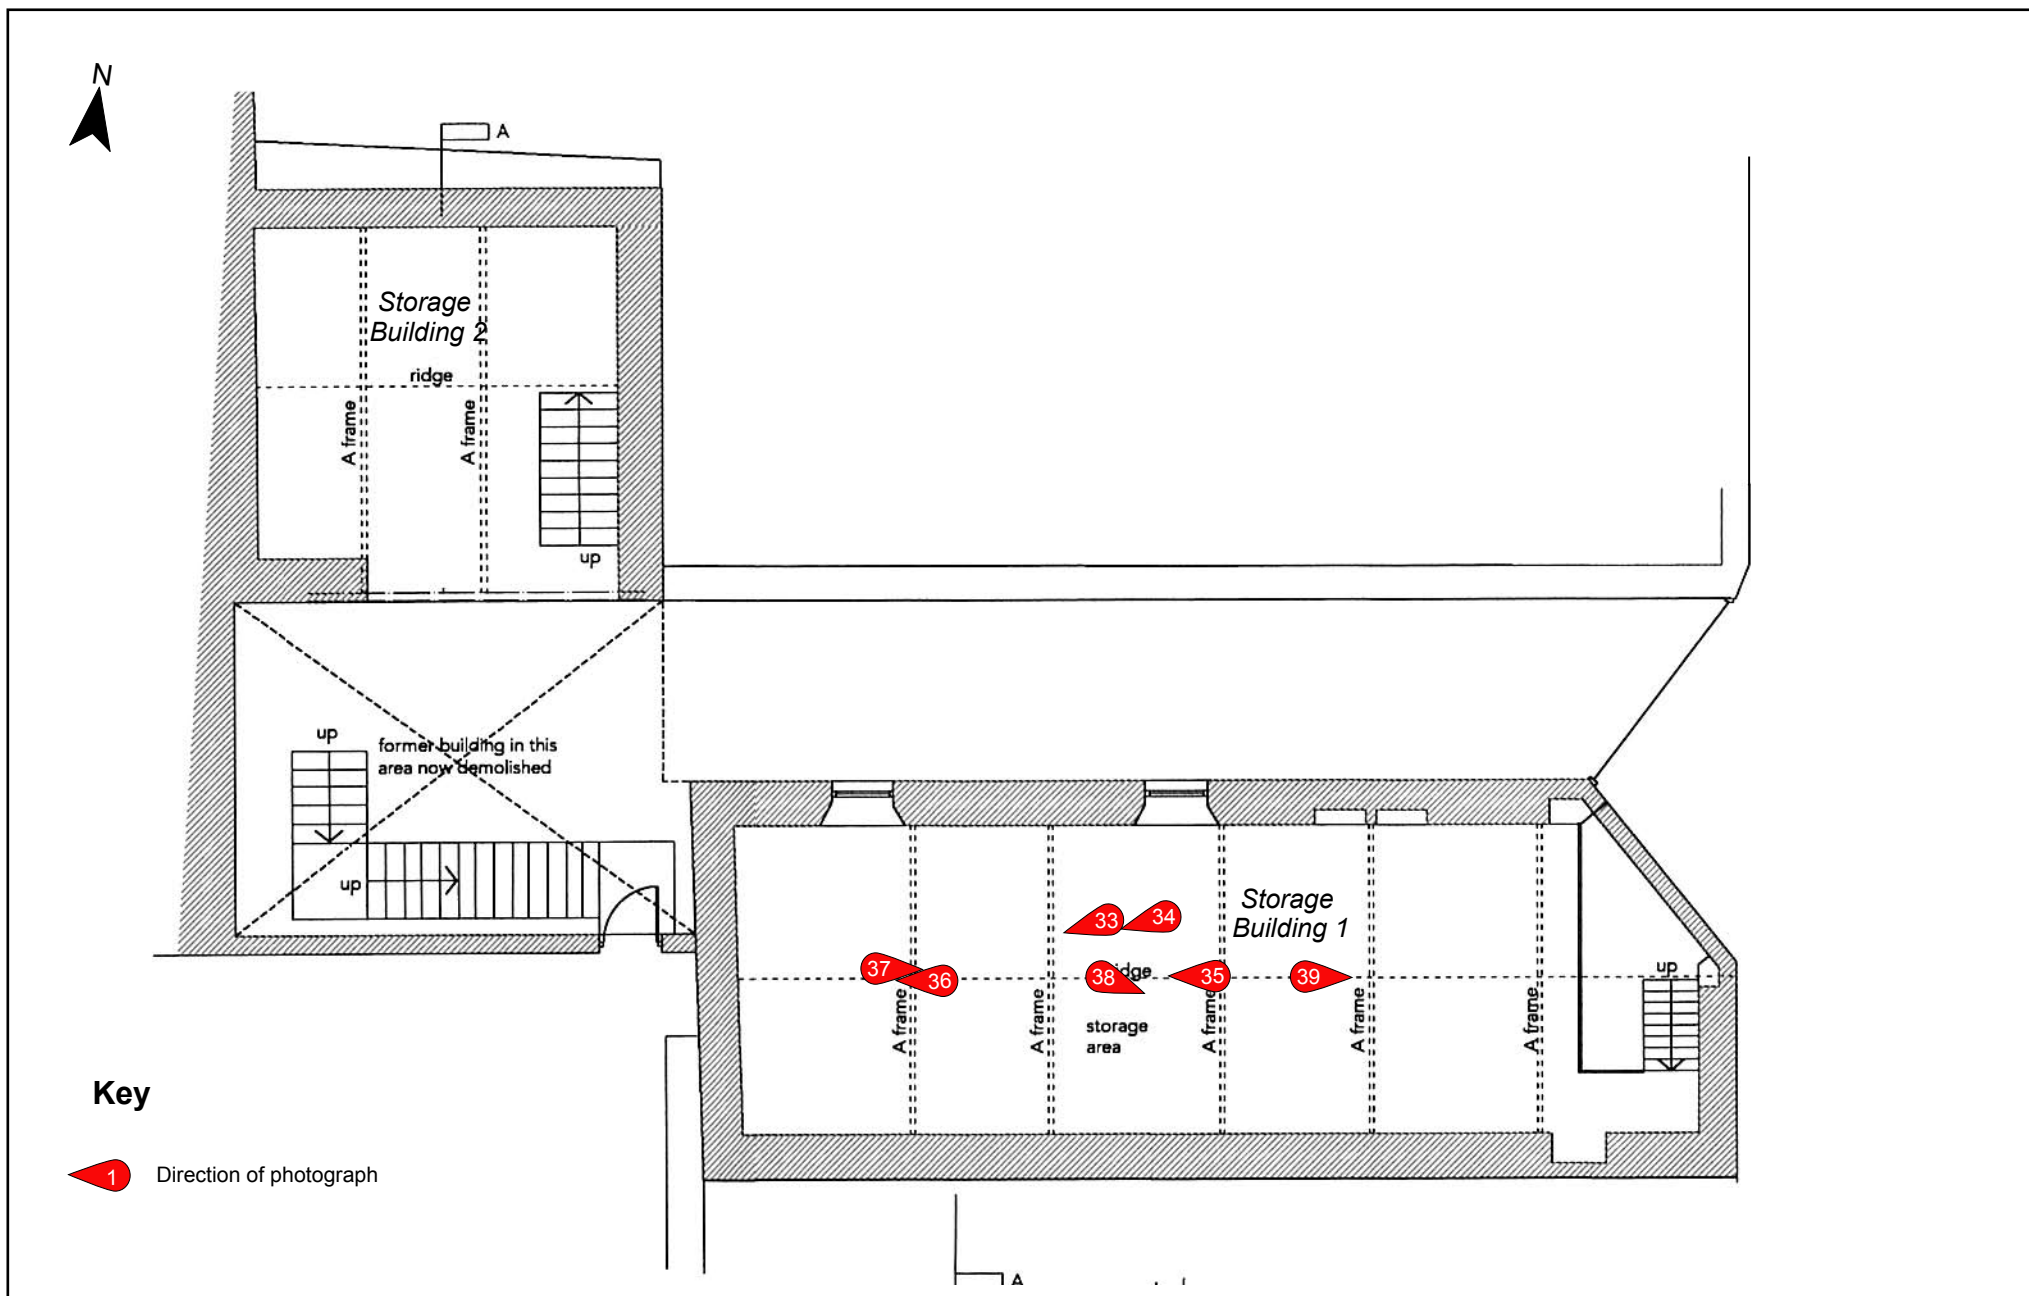 N
A
Storage
Building 2
ridge
A frame
A frame
up
up
former building in this
area now demolished
up
Storage
Building 1
33
34
37
36
38
35
39
up
A frame
A frame
A frame
A frame
A frame
storage
area
Key
1
Direction of photograph
A